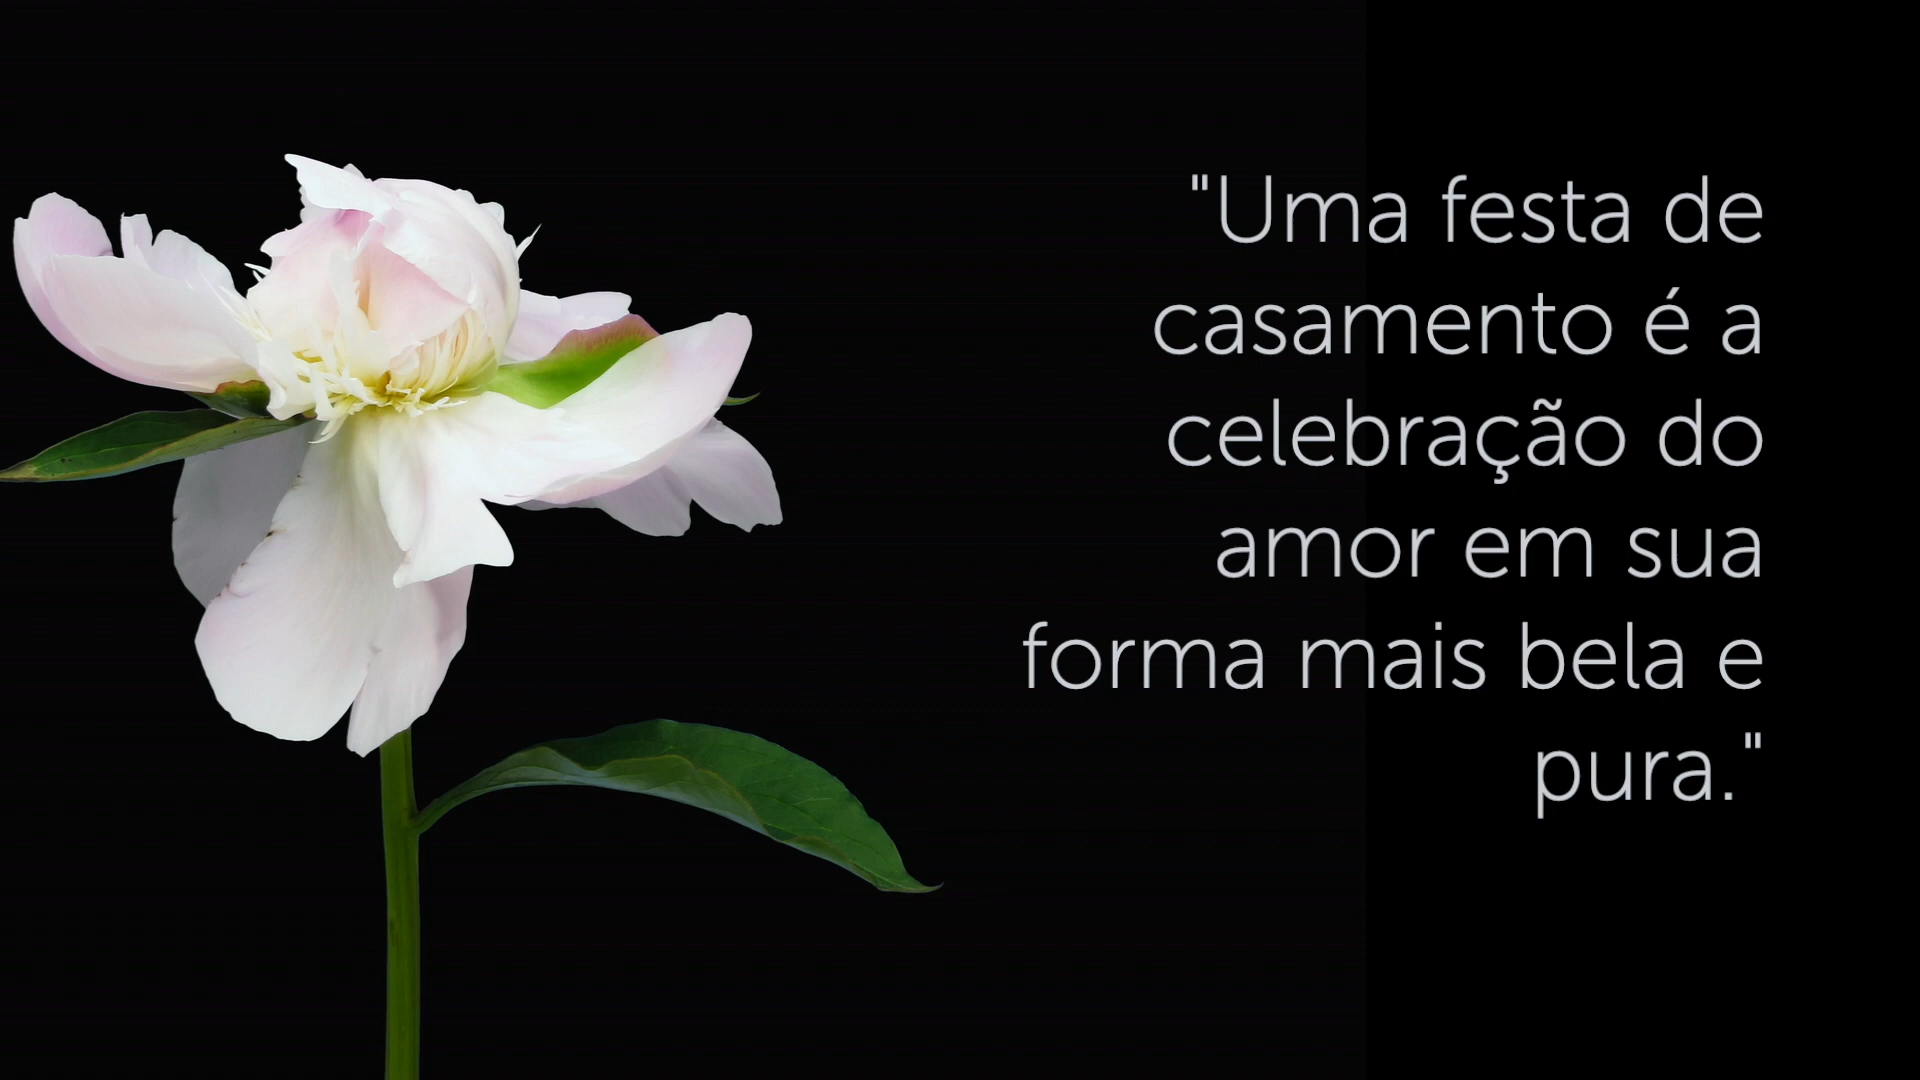 "Uma festa de
casamento é a
celebração do
amor em sua
forma mais bela e
pura."